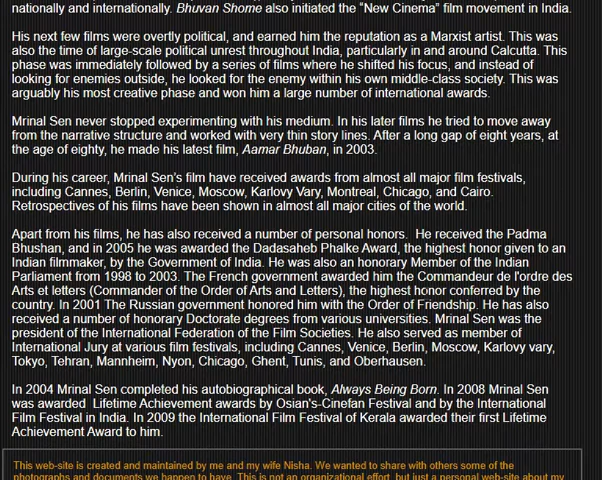 nationally and internationally. Bhuvan Shome also initiated the "New Cinema" film movement in India.
His next few films were overtly political, and earned him the reputation as a Marxist artist. This was
also the time of large-scale political unrest throughout India, particularly in and around Calcutta. This
phase was immediately followed by a series of films where he shifted his focus, and instead of
looking for enemies outside, he looked for the enemy within his own middle-class society. This was
arguably his most creative phase and won him a large number of international awards.
Mrinal Sen never stopped experimenting with his medium. In his later films he tried to move away
from the narrative structure and worked with very thin story lines. After a long gap of eight years, at
the age of eighty, he made his latest film, Aamar Bhuban, in 2003.
During his career, Mrinal Sen's film have received awards from almost all major film festivals,
including Cannes, Berlin, Venice, Moscow, Karlovy Vary, Montreal, Chicago, and Cairo.
Retrospectives of his films have been shown in almost all major cities of the world.
Apart from his films, he has also received a number of personal honors. He received the Padma
Bhushan, and in 2005 he was awarded the Dadasaheb Phalke Award, the highest honor given to an
Indian filmmaker, by the Government of India. He was also an honorary Member of the Indian
Parliament from 1998 to 2003. The French government awarded him the Commandeur de l'ordre des
Arts et letters (Commander of the Order of Arts and Letters), the highest honor conferred by the
country. In 2001 The Russian government honored him with the Order of Friendship. He has also
received a number of honorary Doctorate degrees from various universities. Mrinal Sen was the
president of the International Federation of the Film Societies. He also served as member of
International Jury at various film festivals, including Cannes, Venice, Berlin, Moscow, Karlovy vary,
Tokyo, Tehran, Mannheim, Nyon, Chicago, Ghent, Tunis, and Oberhausen.
In 2004 Mrinal Sen completed his autobiographical book, Always Being Born. In 2008 Mrinal Sen
was awarded Lifetime Achievement awards by Osian's-Cinefan Festival and by the International
Film Festival in India. In 2009 the International Film Festival of Kerala awarded their first Lifetime
Achievement Award to him.
This web-site is created and maintained by me and my wife Nisha. We wanted to share with others some of the
photographs and documents we happen to have. This is not an organizational effort, but just a personal web-site about my